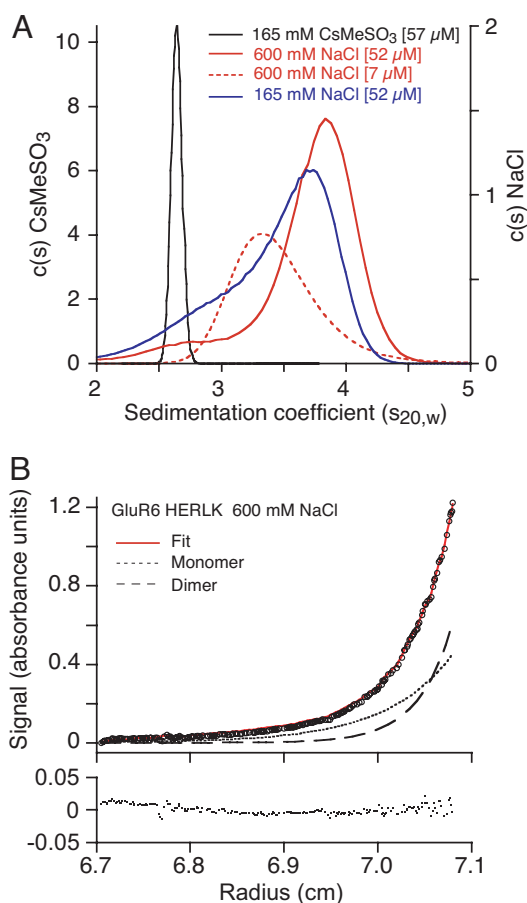 A
165 mM CsMeSO3 [57 µM]
600 mM NaCl [52 µM]
600 mM NaCl [7 µM]
165 mM NaCl [52 µM]
c(s) CsMeSO3
10
8
6
4
2
0
c(s) NaCl
2
1
0
2 3 4 5
Sedimentation coefficient (s20,w)
B
GluR6 HERLK 600 mM NaCl
Fit
Monomer
Dimer
Signal (absorbance units)
1.2
0.8
0.4
0
0.05
0
-0.05
6.7 6.8 6.9 7.0 7.1
Radius (cm)